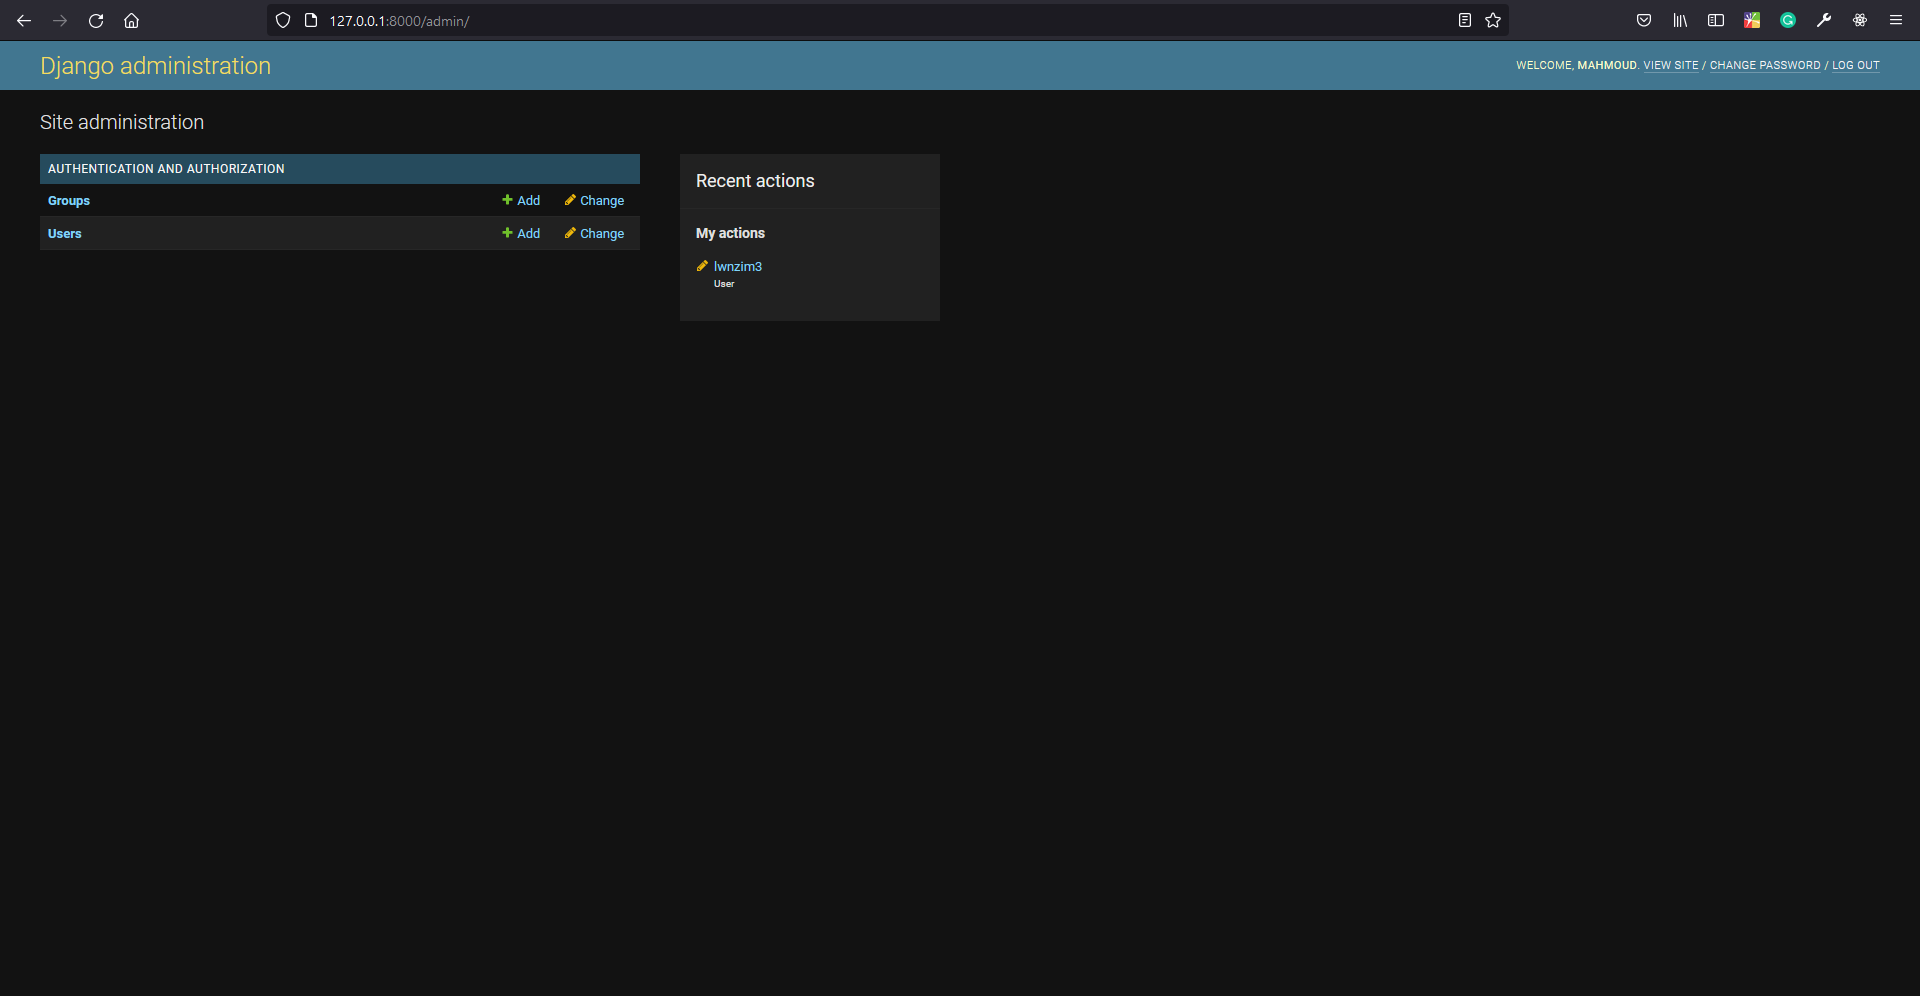 127.0.0.1:8000/admin/
Django administration
WELCOME, MAHMOUD. VIEW SITE / CHANGE PASSWORD / LOG OUT
Site administration
AUTHENTICATION AND AUTHORIZATION
Groups Add Change
Users Add Change
Recent actions
My actions
lwnzim3
User